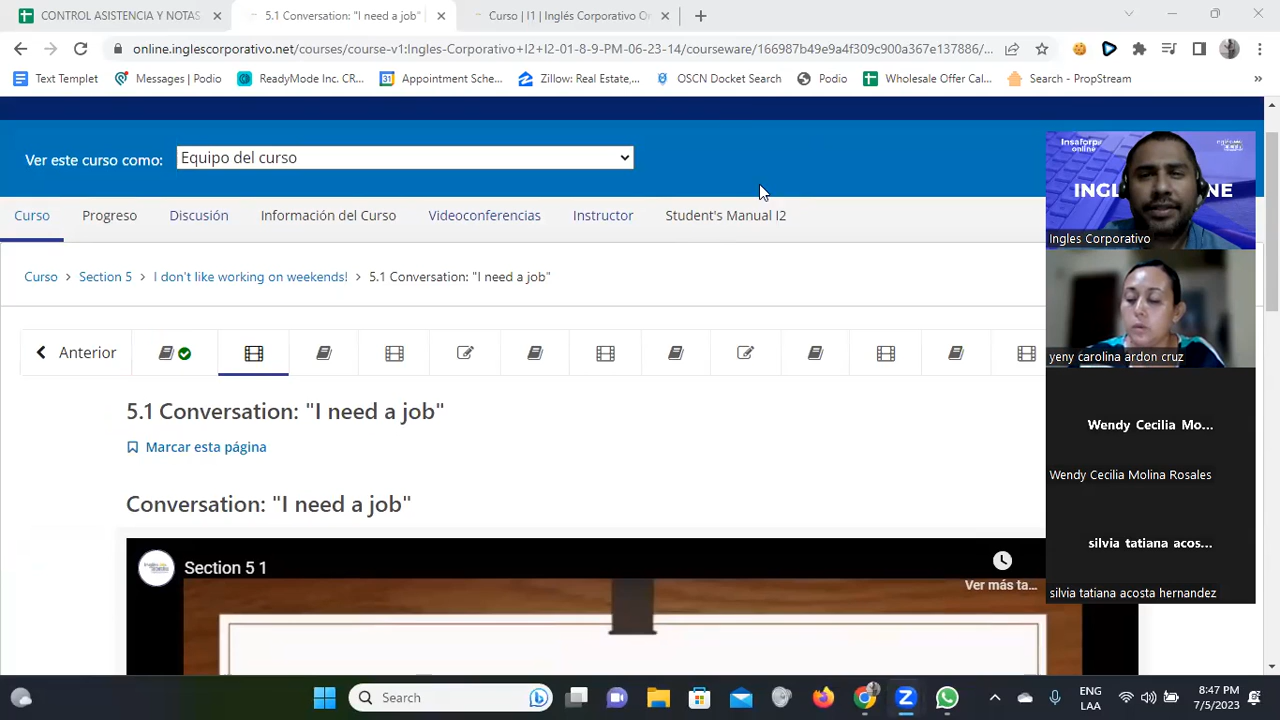 CONTROL ASISTENCIA Y NOTAS
5.1 Conversation: "I need a job"
Curso | I1 | Inglés Corporativo O
online.inglescorporativo.net/courses/course-v1:Ingles-Corporativo+I2+I2-01-8-9-PM-06-23-14/courseware/166987b49e9a4f309c900a367e137886/...
Text Templet
Messages | Podio
ReadyMode Inc. CR...
Appointment Sche...
Zillow: Real Estate,...
OSCN Docket Search
Podio
Wholesale Offer Cal...
Search - PropStream
»
Ver este curso como:
Equipo del curso
Curso
Progreso
Discusión
Información del Curso
Videoconferencias
Instructor
Student's Manual I2
Curso > Section 5 > I don't like working on weekends! > 5.1 Conversation: "I need a job"
Anterior
5.1 Conversation: "I need a job"
Marcar esta página
Conversation: "I need a job"
Section 5 1
Ver más ta...
Insaforp
online
INGL
NE
Ingles Corporativo
yeny carolina ardon cruz
Wendy Cecilia Mo...
Wendy Cecilia Molina Rosales
silvia tatiana acos...
silvia tatiana acosta hernandez
Search
ENG
LAA
8:47 PM
7/5/2023